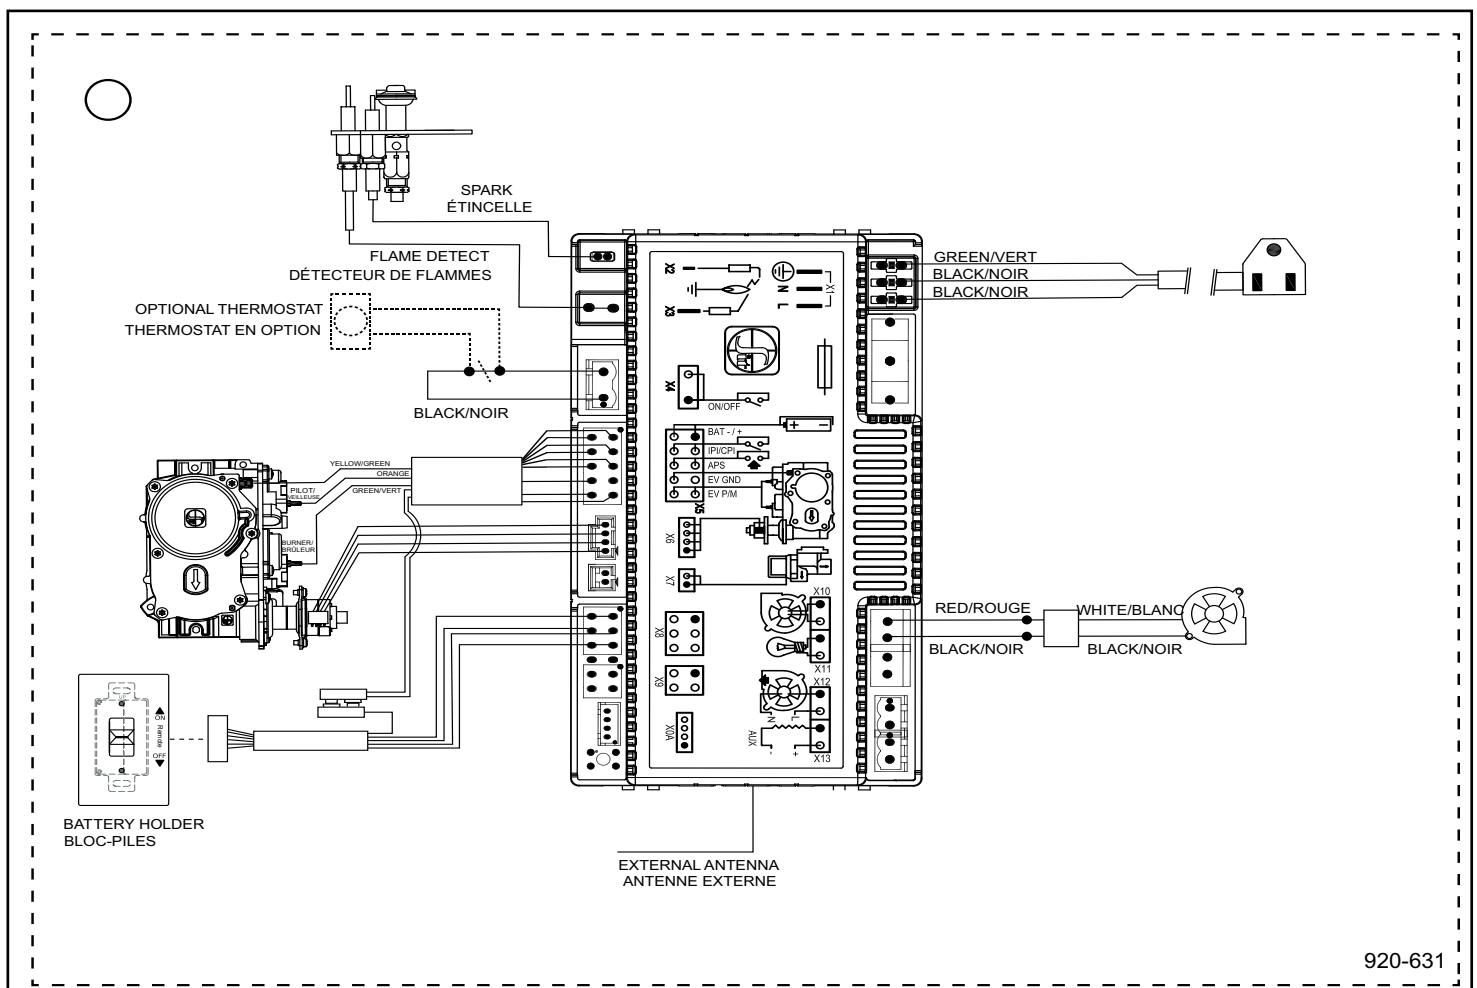 SPARK
ÉTINCELLE
FLAME DETECT
DÉTECTEUR DE FLAMMES
OPTIONAL THERMOSTAT
THERMOSTAT EN OPTION
BLACK/NOIR
YELLOW/GREEN
ORANGE
GREEN/VERT
PILOT/
VEILLEUSE
BURNER/
BRÛLEUR
UP
ON
Remote
OFF
BATTERY HOLDER
BLOC-PILES
X2
X3
N
L
X1
X4
ON/OFF
BAT - / +
+ −
IPI/CPI
APS
EV GND
EV P/M
X5
X6
X7
X8
X9
X0A
X10
X11
X12
N
L
AUX
- +
X13
GREEN/VERT
BLACK/NOIR
BLACK/NOIR
RED/ROUGE
WHITE/BLANC
BLACK/NOIR
BLACK/NOIR
EXTERNAL ANTENNA
ANTENNE EXTERNE
920-631